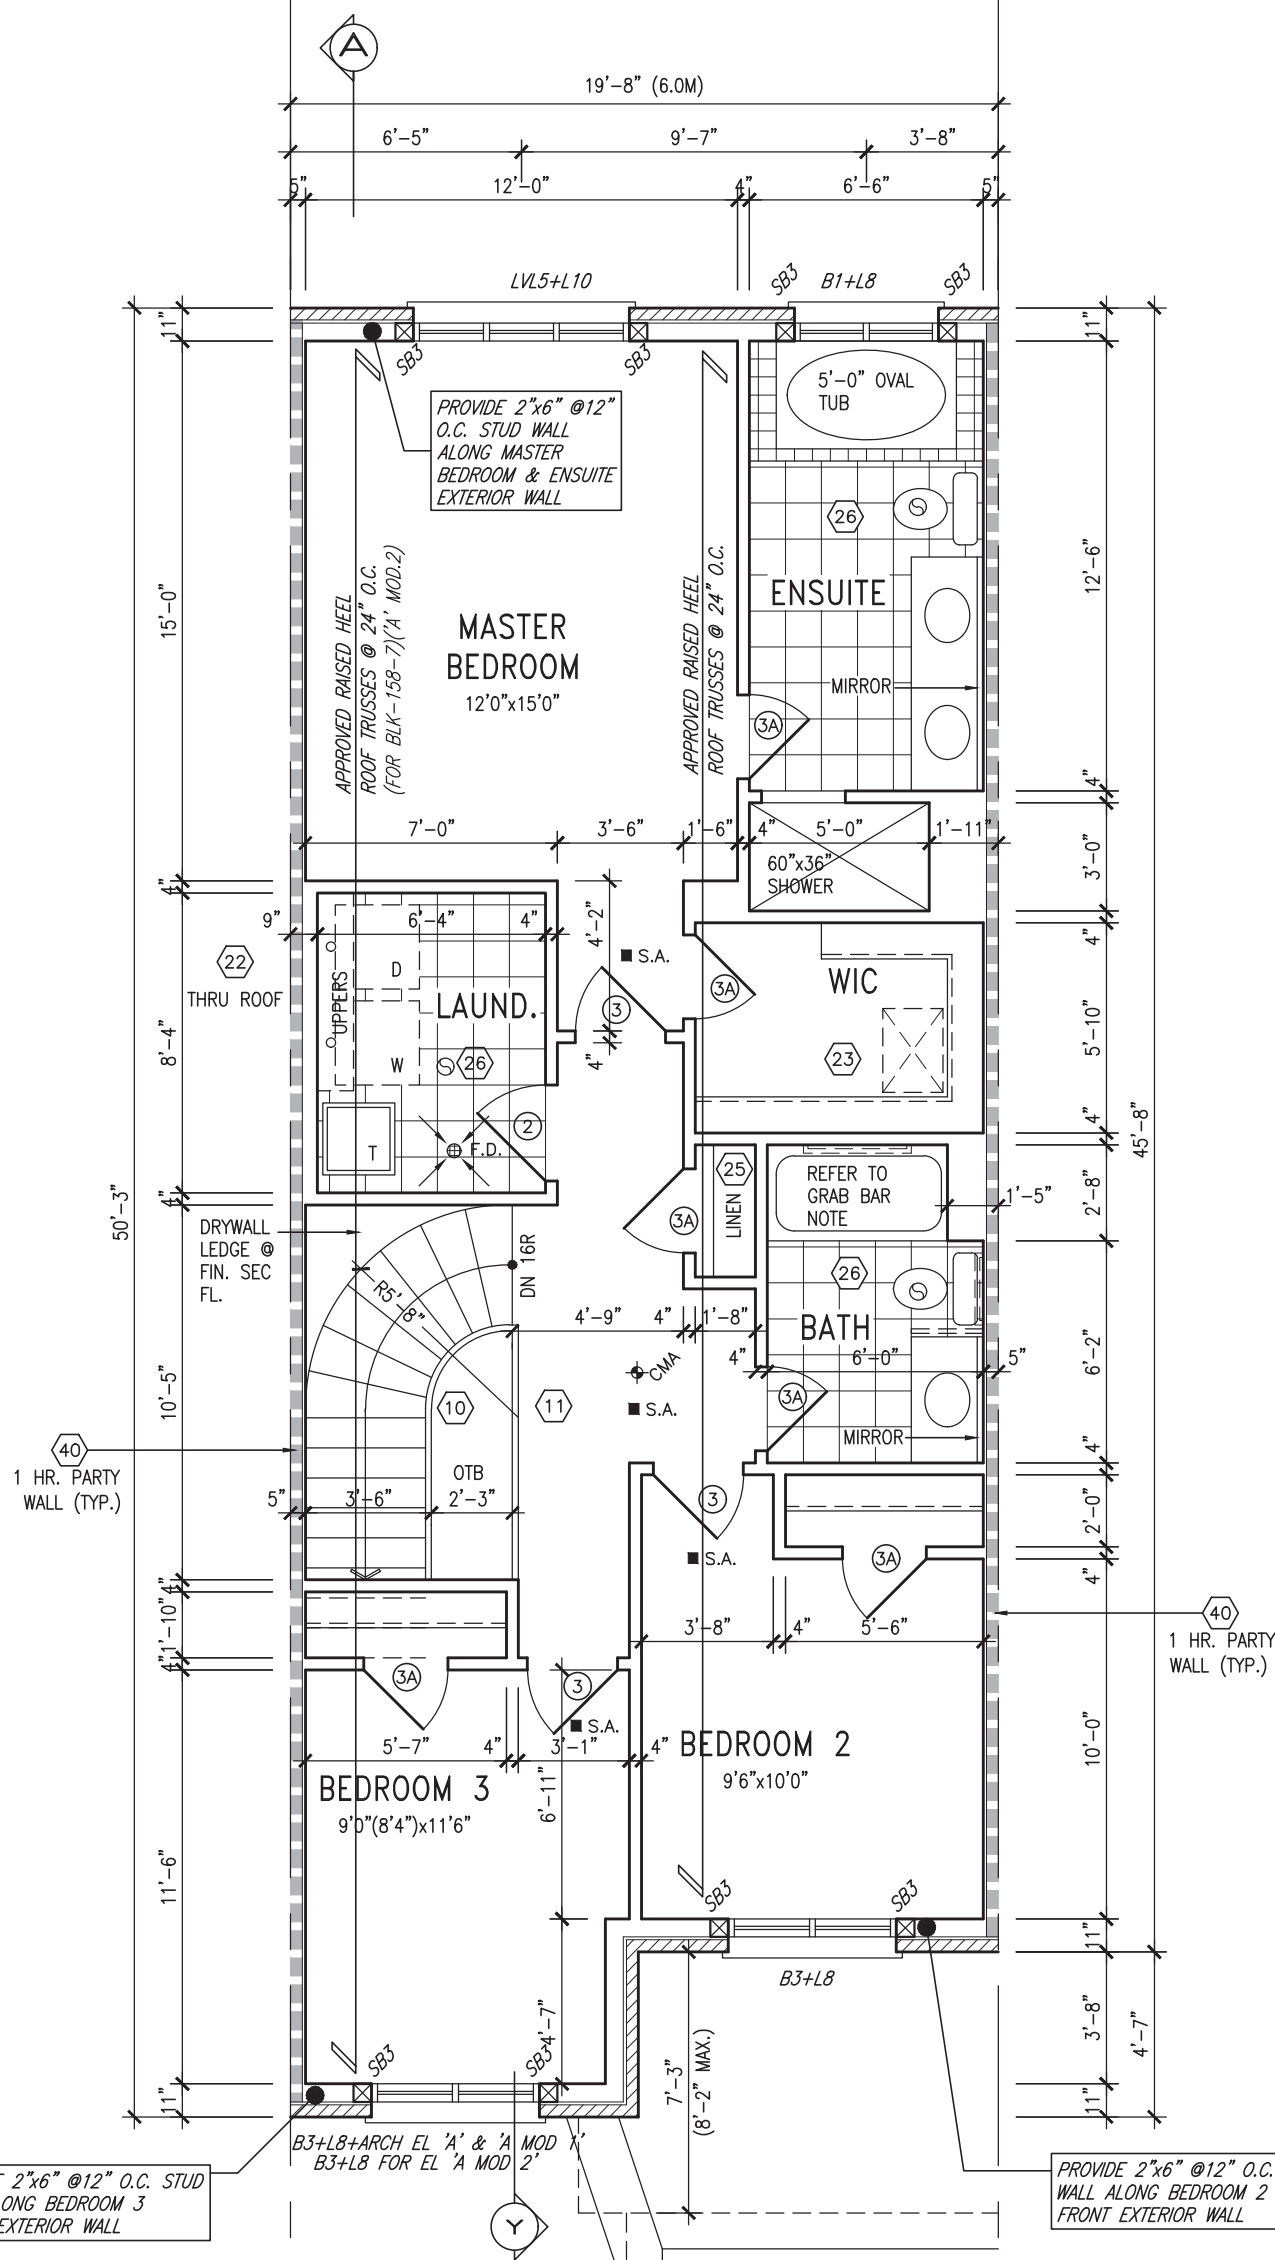 A
19'-8" (6.0M)
6'-5"
9'-7"
3'-8"
5"
12'-0"
4"
6'-6"
5"
LVL5+L10
SB3
B1+L8
SB3
11"
11"
SB3
SB3
5'-0" OVAL
TUB
PROVIDE 2"x6" @12"
O.C. STUD WALL
ALONG MASTER
BEDROOM & ENSUITE
EXTERIOR WALL
26
15'-0"
12'-6"
APPROVED RAISED HEEL
ROOF TRUSSES @ 24" O.C.
(FOR BLK-158-7)('A' MOD.2)
MASTER
BEDROOM
12'0"x15'0"
APPROVED RAISED HEEL
ROOF TRUSSES @ 24" O.C.
ENSUITE
MIRROR
3A
4"
7'-0"
3'-6"
1'-6"
4"
5'-0"
1'-11"
60"x36"
SHOWER
3'-0"
4"
9"
6'-4"
4"
4'-2"
4"
22
THRU ROOF
S.A.
UPPERS
D
LAUND.
3
3A
WIC
8'-4"
W
26
4"
23
5'-10"
2
T
F.D.
4"
45'-8"
50'-3"
4"
25
LINEN
REFER TO
GRAB BAR
NOTE
1'-5"
2'-8"
DRYWALL
LEDGE @
FIN. SEC
FL.
3A
DN 16R
R5'-8"
26
4'-9"
4"
1'-8"
BATH
4"
6'-0"
5"
6'-2"
CMA
10'-5"
10
11
S.A.
3A
MIRROR
40
1 HR. PARTY
WALL (TYP.)
4"
OTB
5"
3'-6"
2'-3"
3
2'-0"
S.A.
3A
4"
4"
1'-10"
4"
3'-8"
4"
5'-6"
40
1 HR. PARTY
WALL (TYP.)
3A
3
S.A.
5'-7"
4"
3'-1"
4"
BEDROOM 2
9'6"x10'0"
10'-0"
BEDROOM 3
9'0"(8'4")x11'6"
6'-11"
11'-6"
SB3
SB3
11"
B3+L8
4'-7"
3'-8"
4'-7"
7'-3"
(8'-2" MAX.)
SB3
SB3
11"
11"
B3+L8+ARCH EL 'A' & 'A MOD 1'
B3+L8 FOR EL 'A MOD 2'
2"x6" @12" O.C. STUD
ONG BEDROOM 3
EXTERIOR WALL
Y
PROVIDE 2"x6" @12" O.C.
WALL ALONG BEDROOM 2
FRONT EXTERIOR WALL